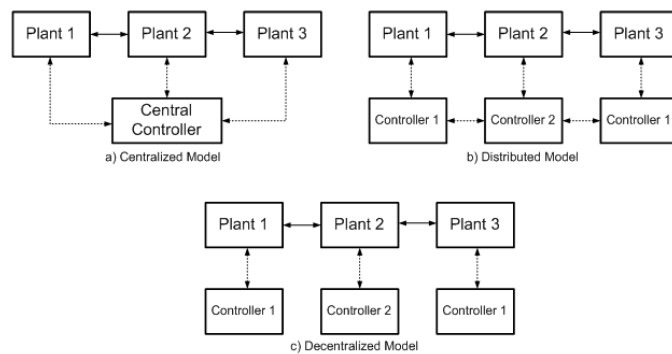 Plant 1
Plant 2
Plant 3
Central
Controller
a) Centralized Model
Plant 1
Plant 2
Plant 3
Controller 1
Controller 2
Controller 1
b) Distributed Model
Plant 1
Plant 2
Plant 3
Controller 1
Controller 2
Controller 1
c) Decentralized Model